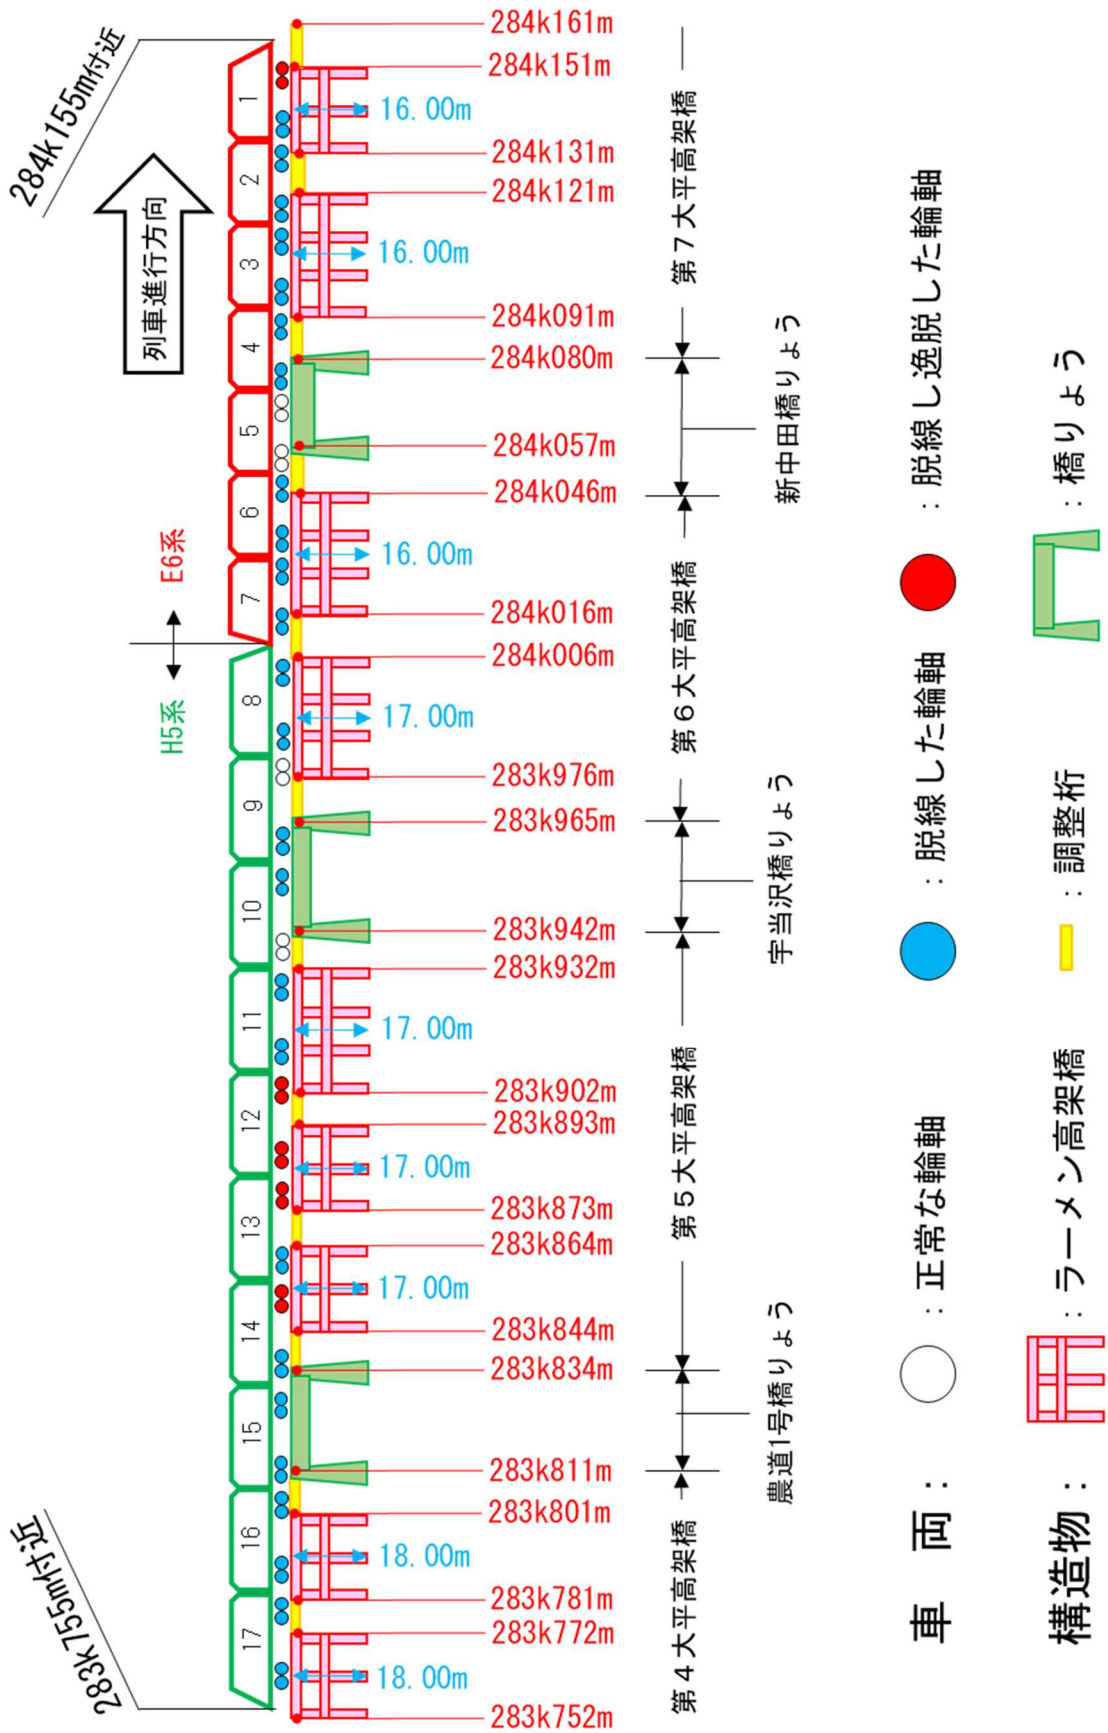 284k155m付近
283k755m付近
列車進行方向
E6系
H5系
1
2
3
4
5
6
7
8
9
10
11
12
13
14
15
16
17
284k161m
284k151m
16.00m
284k131m
284k121m
16.00m
284k091m
284k080m
284k057m
284k046m
16.00m
284k016m
284k006m
17.00m
283k976m
283k965m
283k942m
283k932m
17.00m
283k902m
283k893m
17.00m
283k873m
283k864m
17.00m
283k844m
283k834m
283k811m
283k801m
18.00m
283k781m
283k772m
18.00m
283k752m
第7大平高架橋
新中田橋りょう
第6大平高架橋
宇当沢橋りょう
第5大平高架橋
農道1号橋りょう
第4大平高架橋
車 両 :
: 正常な輪軸
: 脱線した輪軸
: 脱線し逸脱した輪軸
構造物 :
: ラーメン高架橋
: 調整桁
: 橋りょう